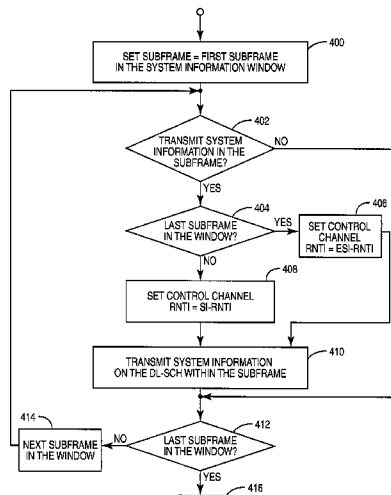 400
SET SUBFRAME = FIRST SUBFRAME
IN THE SYSTEM INFORMATION WINDOW
402
TRANSMIT SYSTEM
INFORMATION IN THE
SUBFRAME?
NO
YES
404
LAST SUBFRAME
IN THE WINDOW?
YES
406
SET CONTROL
CHANNEL
RNTI = ESI-RNTI
NO
408
SET CONTROL CHANNEL
RNTI = SI-RNTI
410
TRANSMIT SYSTEM INFORMATION
ON THE DL-SCH WITHIN THE SUBFRAME
412
LAST SUBFRAME
IN THE WINDOW?
NO
414
NEXT SUBFRAME
IN THE WINDOW
YES
416